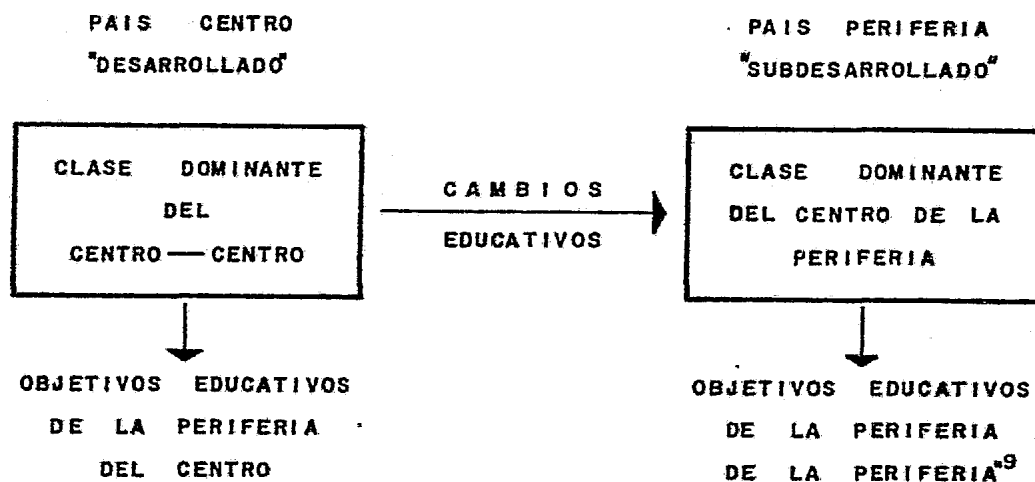 PAIS CENTRO
"DESARROLLADO"
CLASE DOMINANTE
DEL
CENTRO — CENTRO
OBJETIVOS EDUCATIVOS
DE LA PERIFERIA
DEL CENTRO
CAMBIOS
EDUCATIVOS
PAIS PERIFERIA
"SUBDESARROLLADO"
CLASE DOMINANTE
DEL CENTRO DE LA
PERIFERIA
OBJETIVOS EDUCATIVOS
DE LA PERIFERIA
DE LA PERIFERIA"9